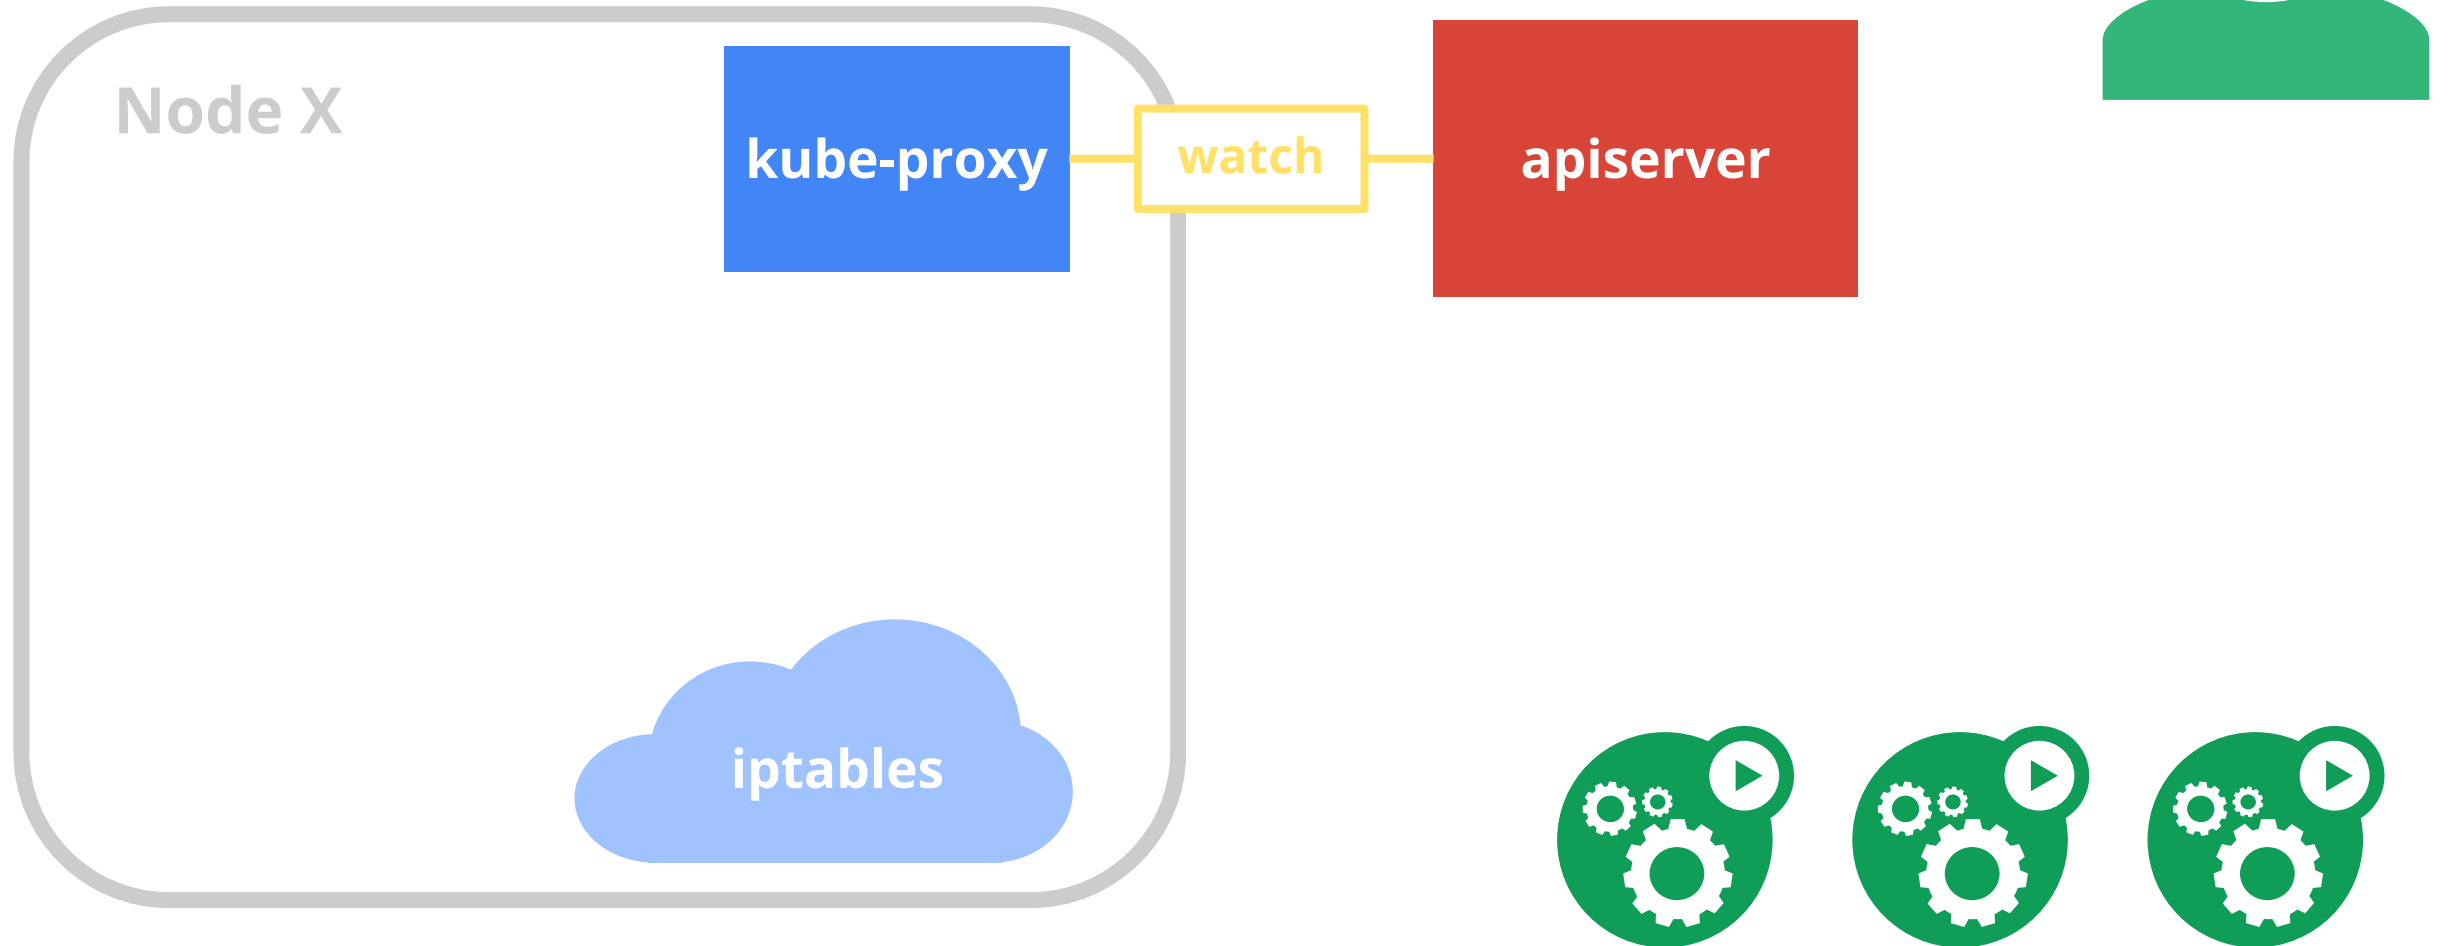 Node X
kube-proxy
watch
apiserver
iptables